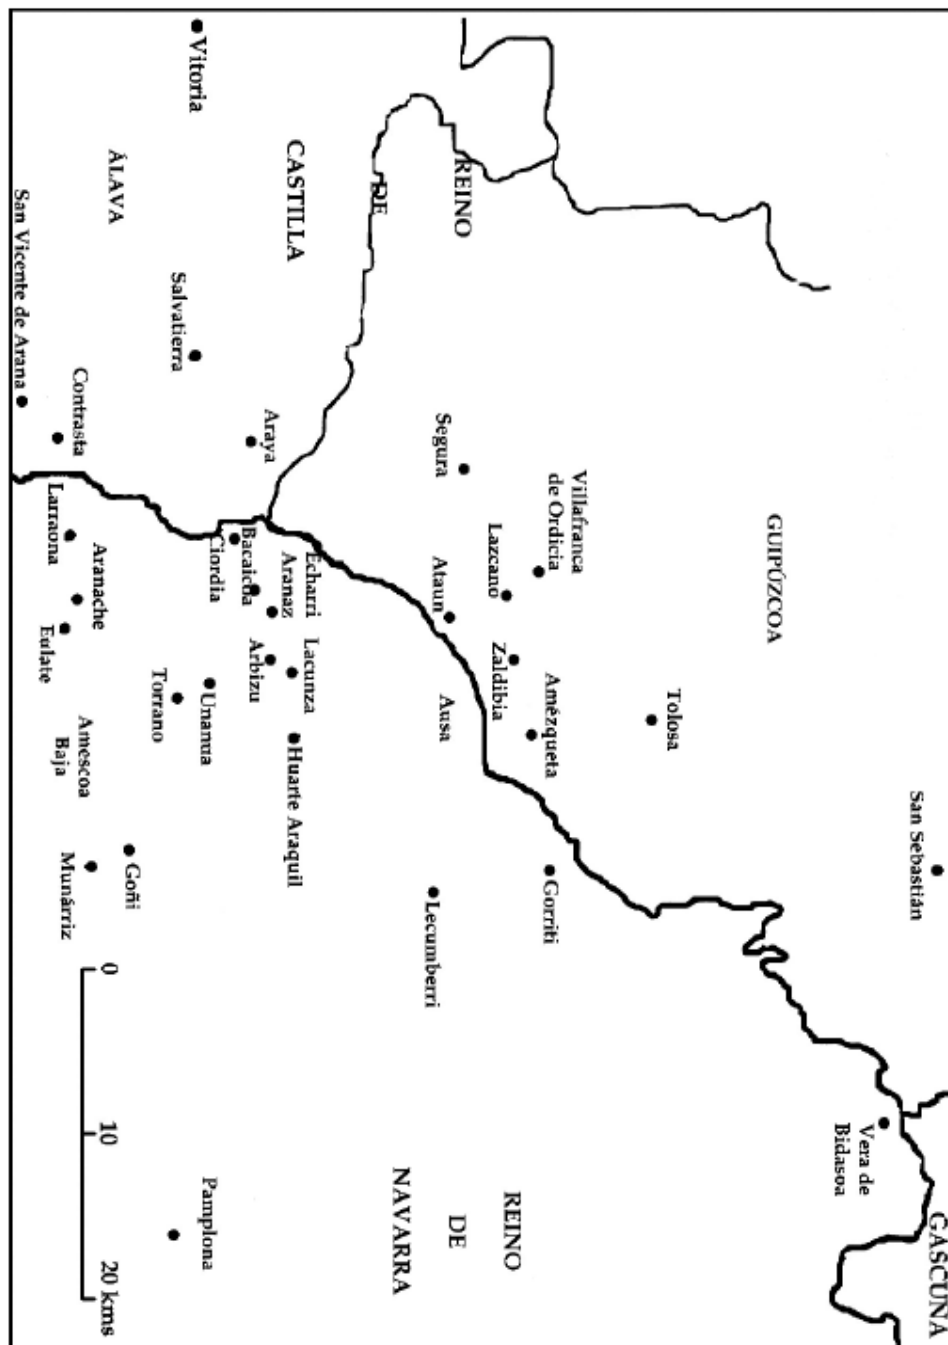 GASCUNA
San Sebastián
Vera de
Bidasoa
GUIPÚZCOA
Tolosa
Villafranca
de Ordicia
Amézqueta
Gorriti
Lazcano
Zaldibia
REINO
DE
NAVARRA
REINO
DE
CASTILLA
Segura
Ataun
Ausa
Lecumberri
Echarri
Aranaz
Lacunza
Huarte Araquil
Araya
Bacaicoa
Arbizu
Ciordia
Vitoria
Salvatierra
Unanua
Pamplona
Torrano
ÁLAVA
Goñi
0 10 20 kms
Aranache
Amescoa
Baja
Contrasta
Larraona
Eulate
Munárriz
San Vicente de Arana